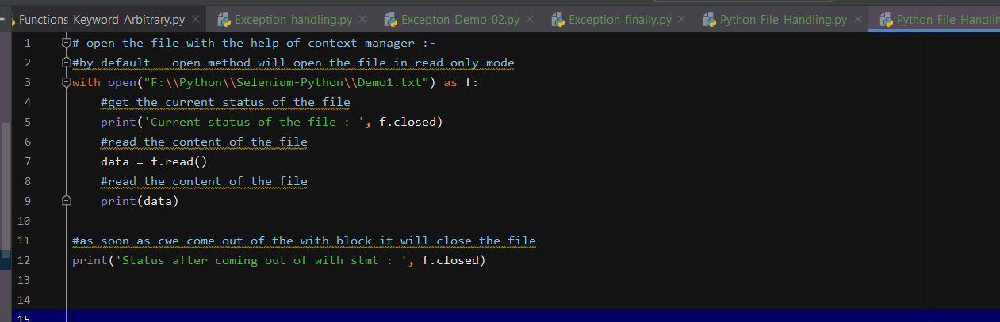 Functions_Keyword_Arbitrary.py Exception_handling.py Excepton_Demo_02.py Exception_finally.py Python_File_Handling.py Python_File_Handlin
1 # open the file with the help of context manager :-
2 #by default - open method will open the file in read only mode
3 with open("F:\\Python\\Selenium-Python\\Demo1.txt") as f:
4 #get the current status of the file
5 print('Current status of the file : ', f.closed)
6 #read the content of the file
7 data = f.read()
8 #read the content of the file
9 print(data)
10
11 #as soon as cwe come out of the with block it will close the file
12 print('Status after coming out of with stmt : ', f.closed)
13
14
15